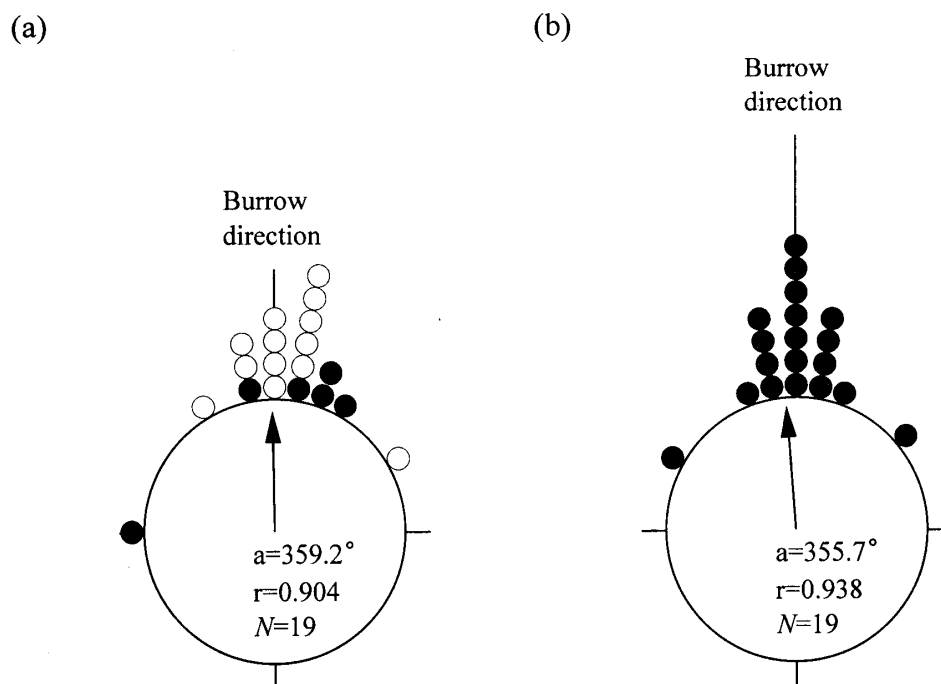 (a)
Burrow
direction
a=359.2°
r=0.904
N=19
(b)
Burrow
direction
a=355.7°
r=0.938
N=19